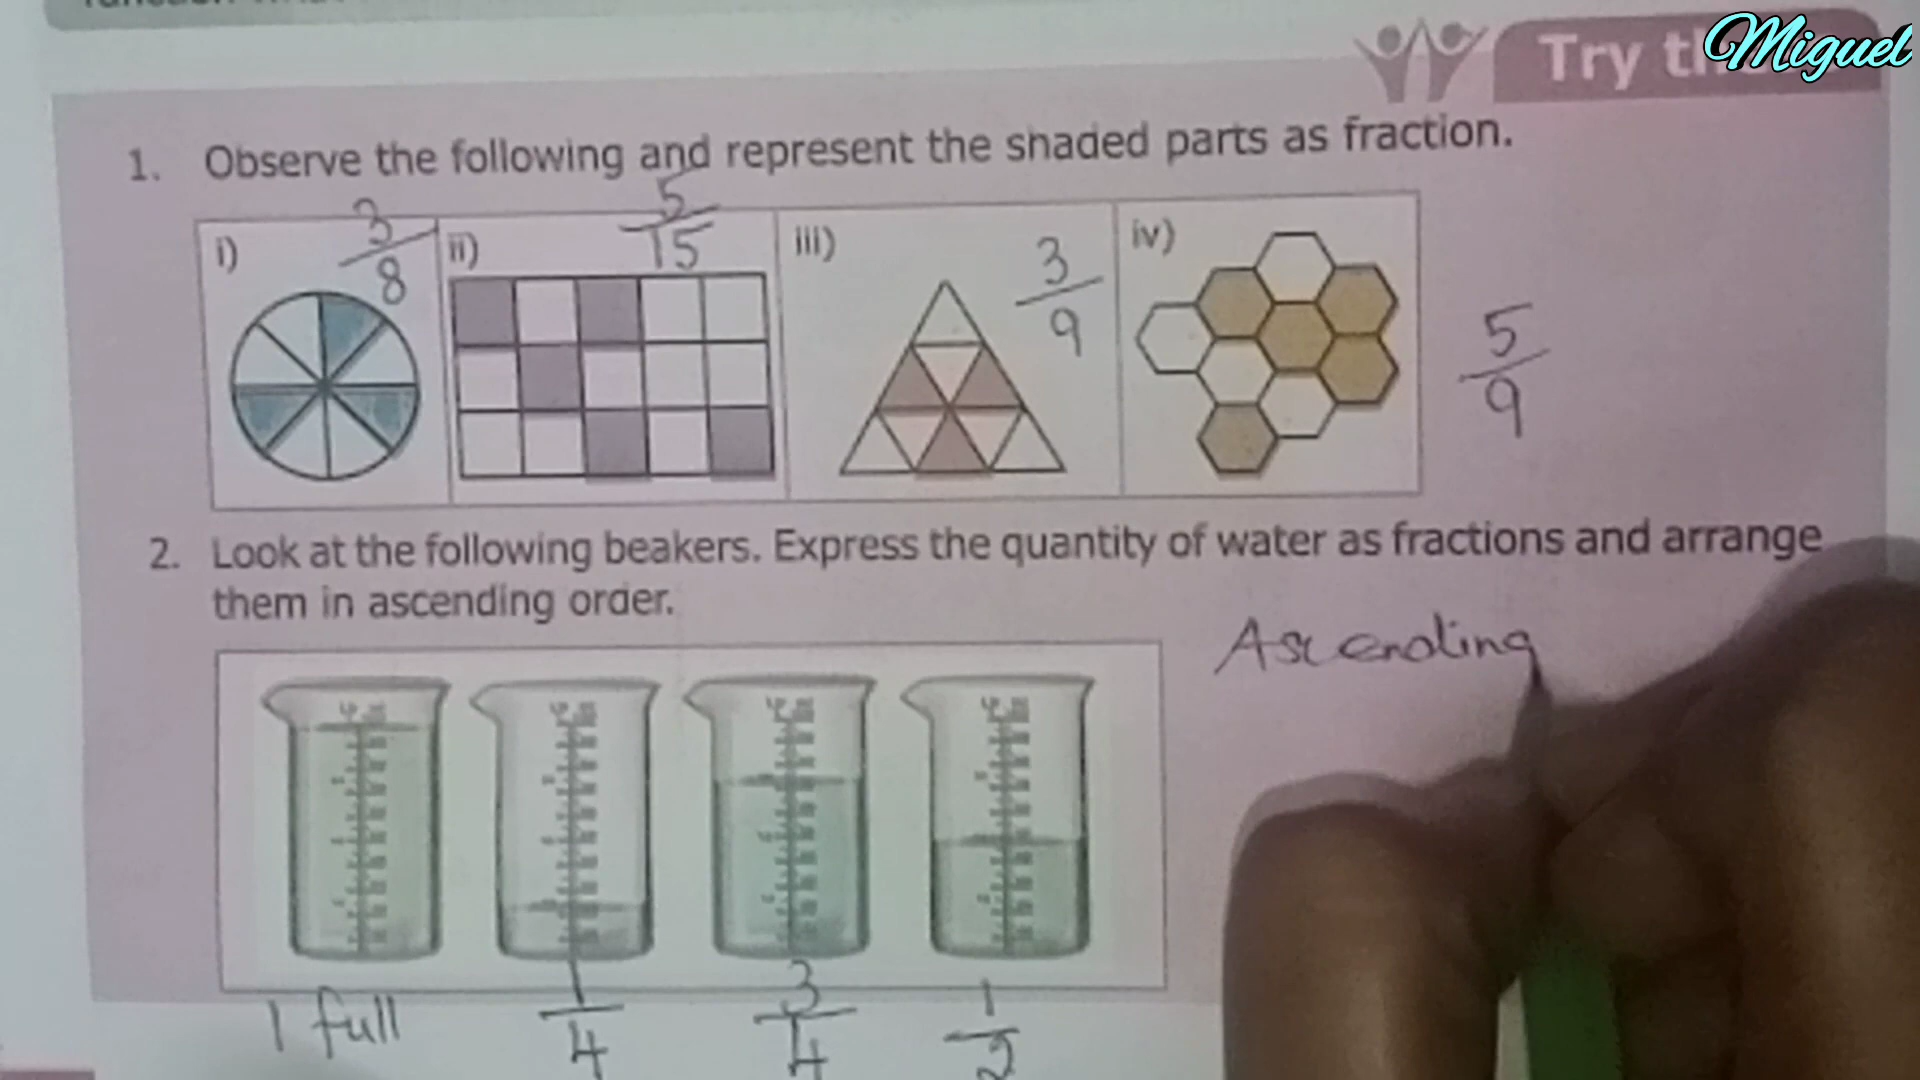 Miguel
Try
1. Observe the following and represent the shaded parts as fraction.
i) 3/8
ii) 5/15
iii) 3/9
iv) 5/9
2. Look at the following beakers. Express the quantity of water as fractions and arrange
them in ascending order.
Ascending
1 full 1/4 3/4 1/2